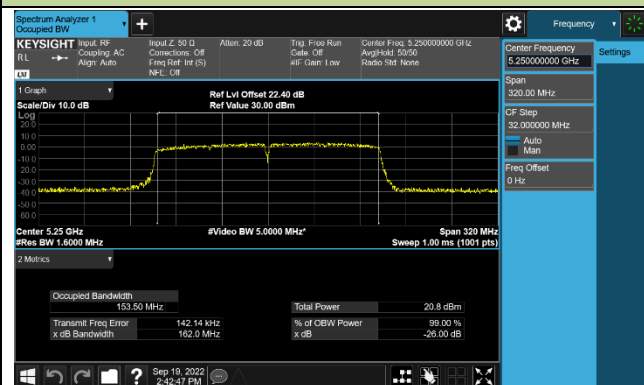 Spectrum Analyzer 1
Occupied BW
Frequency
KEYSIGHT
RL
LXI
Input: RF
Coupling: AC
Align: Auto
Input Z: 50 Ω
Corrections: Off
Freq Ref: Int (S)
NFE: Off
Atten: 20 dB
Trig: Free Run
Gate: Off
#IF Gain: Low
Center Freq: 5.250000000 GHz
Avg|Hold: 50/50
Radio Std: None
1 Graph
Scale/Div 10.0 dB
Ref Lvl Offset 22.40 dB
Ref Value 30.00 dBm
Log
20.0
10.0
0.00
-10.0
-20.0
-30.0
-40.0
-50.0
-60.0
Center 5.25 GHz
#Res BW 1.6000 MHz
#Video BW 5.0000 MHz*
Span 320 MHz
Sweep 1.00 ms (1001 pts)
2 Metrics
Occupied Bandwidth
153.50 MHz
Total Power 20.8 dBm
Transmit Freq Error 142.14 kHz
% of OBW Power 99.00 %
x dB Bandwidth 162.0 MHz
x dB -26.00 dB
Center Frequency
5.250000000 GHz
Settings
Span
320.00 MHz
CF Step
32.000000 MHz
Auto
Man
Freq Offset
0 Hz
?
Sep 19, 2022
2:42:47 PM